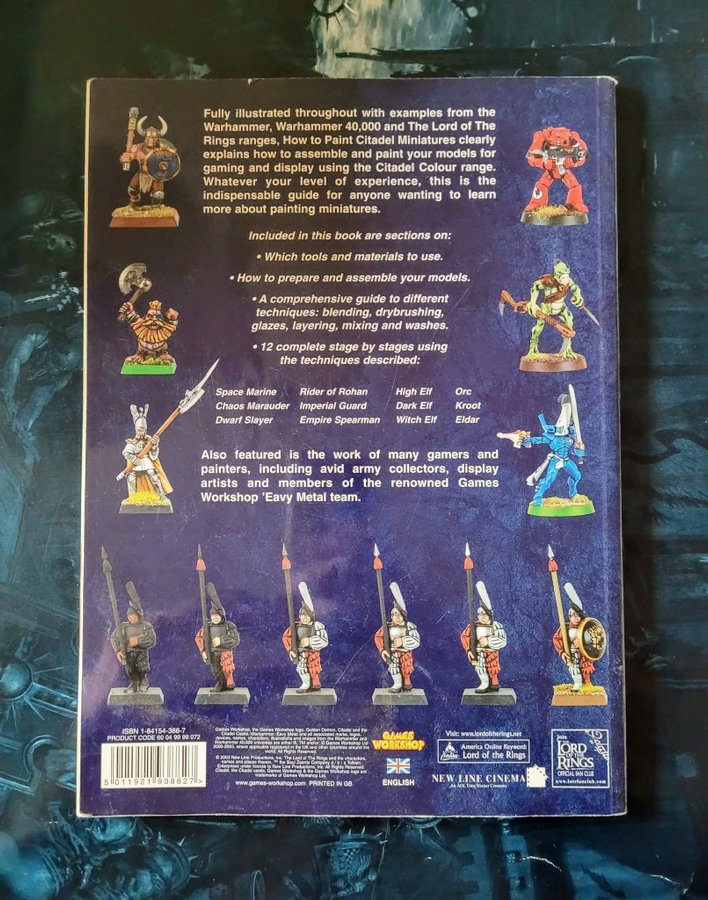 Fully illustrated throughout with examples from the
Warhammer, Warhammer 40,000 and The Lord of The
Rings ranges, How to Paint Citadel Miniatures clearly
explains how to assemble and paint your models for
gaming and display using the Citadel Colour range.
Whatever your level of experience, this is the
indispensable guide for anyone wanting to learn
more about painting miniatures.
Included in this book are sections on:
• Which tools and materials to use.
• How to prepare and assemble your models.
• A comprehensive guide to different
techniques: blending, drybrushing,
glazes, layering, mixing and washes.
• 12 complete stage by stages using
the techniques described:
Space Marine Rider of Rohan High Elf Orc
Chaos Marauder Imperial Guard Dark Elf Kroot
Dwarf Slayer Empire Spearman Witch Elf Eldar
Also featured is the work of many gamers and
painters, including avid army collectors, display
artists and members of the renowned Games
Workshop 'Eavy Metal team.
ISBN 1-84154-366-7
PRODUCT CODE 60 04 99 99 072
5 011921 938827 >
www.games-workshop.com PRINTED IN GB
GAMES
WORKSHOP
ENGLISH
Visit: www.lordoftherings.net
America Online Keyword:
Lord of the Rings
NEW LINE CINEMA
An AOL Time Warner Company
Join
THE
LORD
OF THE
RINGS
OFFICIAL FAN CLUB
www.lotrfanclub.com